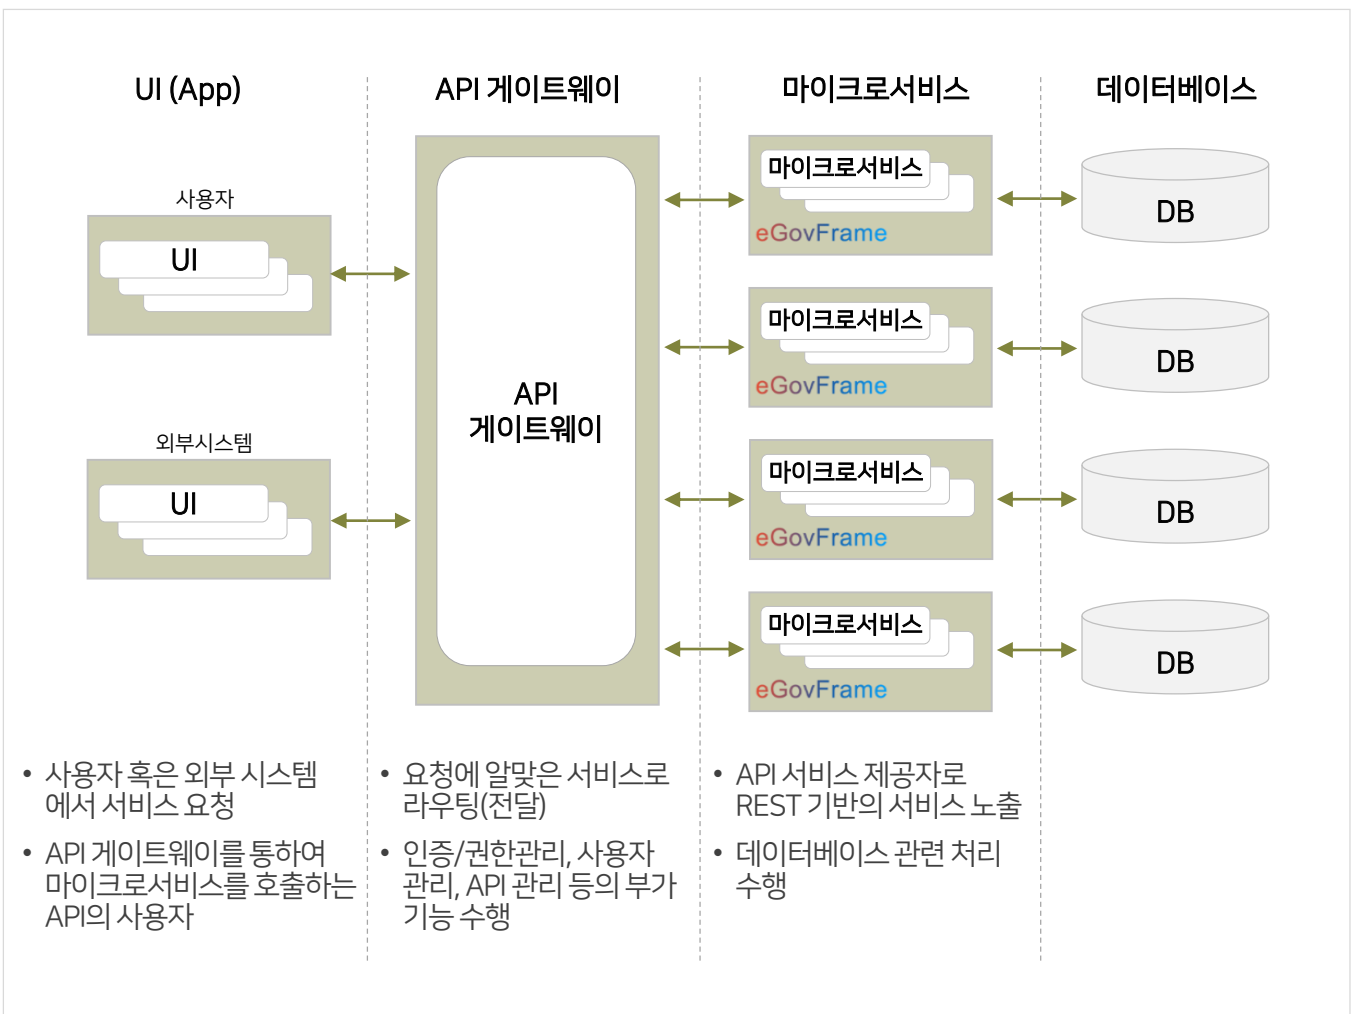 UI (App)
API 게이트웨이
마이크로서비스
데이터베이스
사용자
UI
외부시스템
UI
API
게이트웨이
마이크로서비스
eGovFrame
마이크로서비스
eGovFrame
마이크로서비스
eGovFrame
마이크로서비스
eGovFrame
DB
DB
DB
DB
• 사용자 혹은 외부 시스템
에서 서비스 요청
• API 게이트웨이를 통하여
마이크로서비스를 호출하는
API의 사용자
• 요청에 알맞은 서비스로
라우팅(전달)
• 인증/권한관리, 사용자
관리, API 관리 등의 부가
기능 수행
• API 서비스 제공자로
REST 기반의 서비스 노출
• 데이터베이스 관련 처리
수행